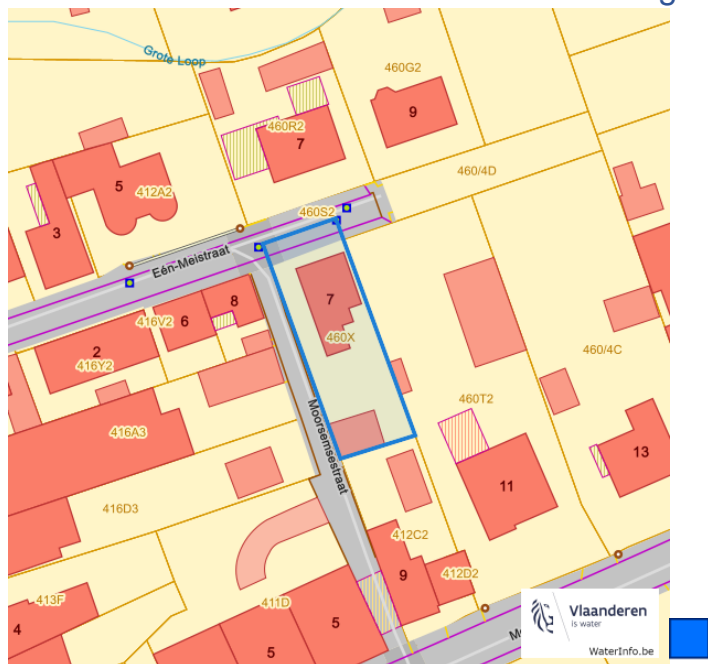 Grote Loop
460G2
9
460R2
7
5
412A2
460/4D
3
460S2
Eén-Meistraat
7
8
416V2
6
460X
2
416Y2
460/4C
460T2
Moorsemsestraat
416A3
13
11
416D3
412C2
9
412D2
413F
411D
4
5
5
Vlaanderen
is water
WaterInfo.be